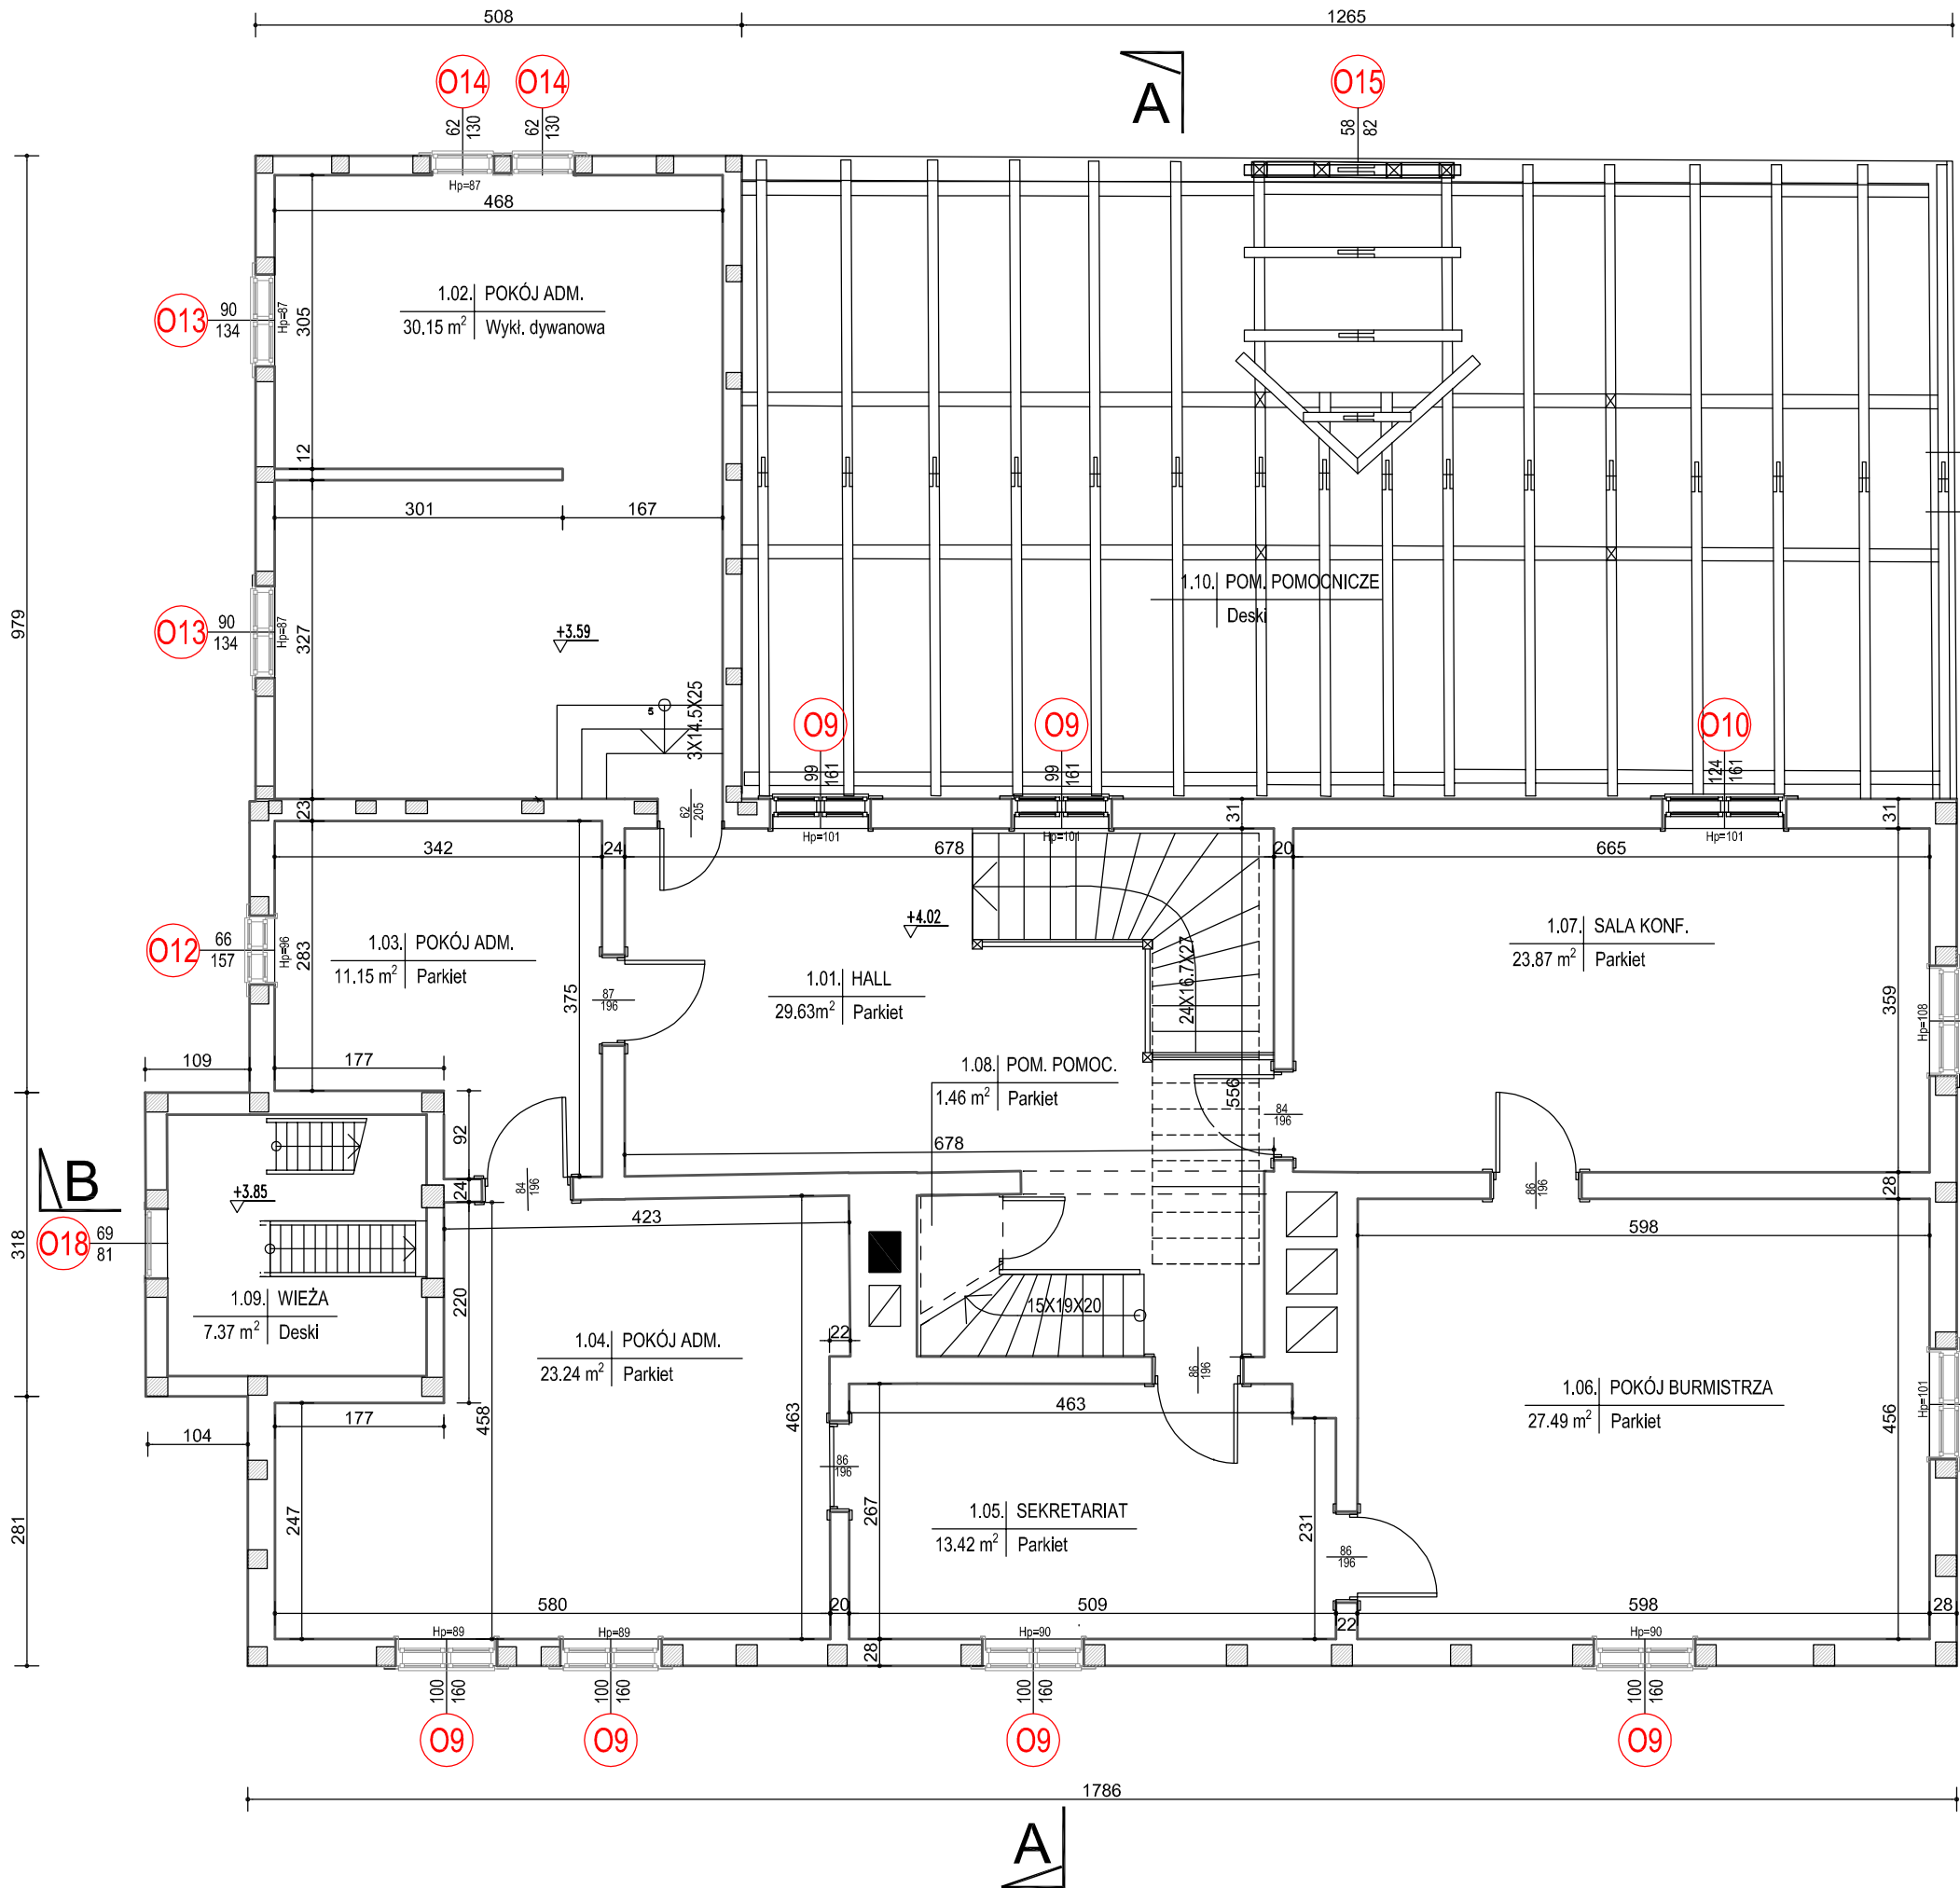 508
1265
A
O14
O14
O15
62
130
62
130
58
82
Hp=87
468
1.02. POKÓJ ADM.
30.15 m² Wykł. dywanowa
O13
90
134
Hp=87
305
12
301
167
1.10. POM. POMOCNICZE
Deski
979
O13
90
134
Hp=87
327
+3.59
3X14.5X25
5
O9
O9
O10
99
161
99
161
124
161
23
62
205
Hp=101
Hp=101
Hp=101
31
31
342
24
678
20
665
+4.02
O12
66
157
Hp=96
283
1.03. POKÓJ ADM.
11.15 m² Parkiet
375
87
196
1.01. HALL
29.63m² Parkiet
24X16.7X27
1.07. SALA KONF.
23.87 m² Parkiet
359
Hp=108
109
177
1.08. POM. POMOC.
1.46 m² Parkiet
556
84
196
92
678
B
+3.85
24
84
196
86
196
28
423
598
O18
69
81
318
220
1.09. WIEŻA
7.37 m² Deski
15X19X20
22
1.04. POKÓJ ADM.
23.24 m² Parkiet
86
196
1.06. POKÓJ BURMISTRZA
27.49 m² Parkiet
Hp=101
456
177
104
458
463
463
86
196
247
281
267
1.05. SEKRETARIAT
13.42 m² Parkiet
231
86
196
580
20
509
22
598
28
Hp=89
Hp=89
28
Hp=90
Hp=90
100
160
100
160
100
160
100
160
O9
O9
O9
O9
1786
A